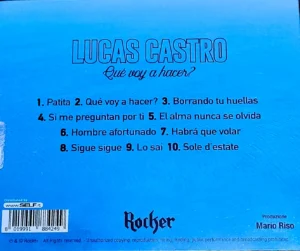 LUCAS CASTRO
Qué voy a hacer?
1. Patita 2. Qué voy a hacer? 3. Borrando tu huellas
4. Si me preguntan por ti 5. El alma nunca se olvida
6. Hombre afortunado 7. Habrá que volar
8. Sigue sigue 9. Lo sai 10. Sole d'estate
Rocker
Mario Riso